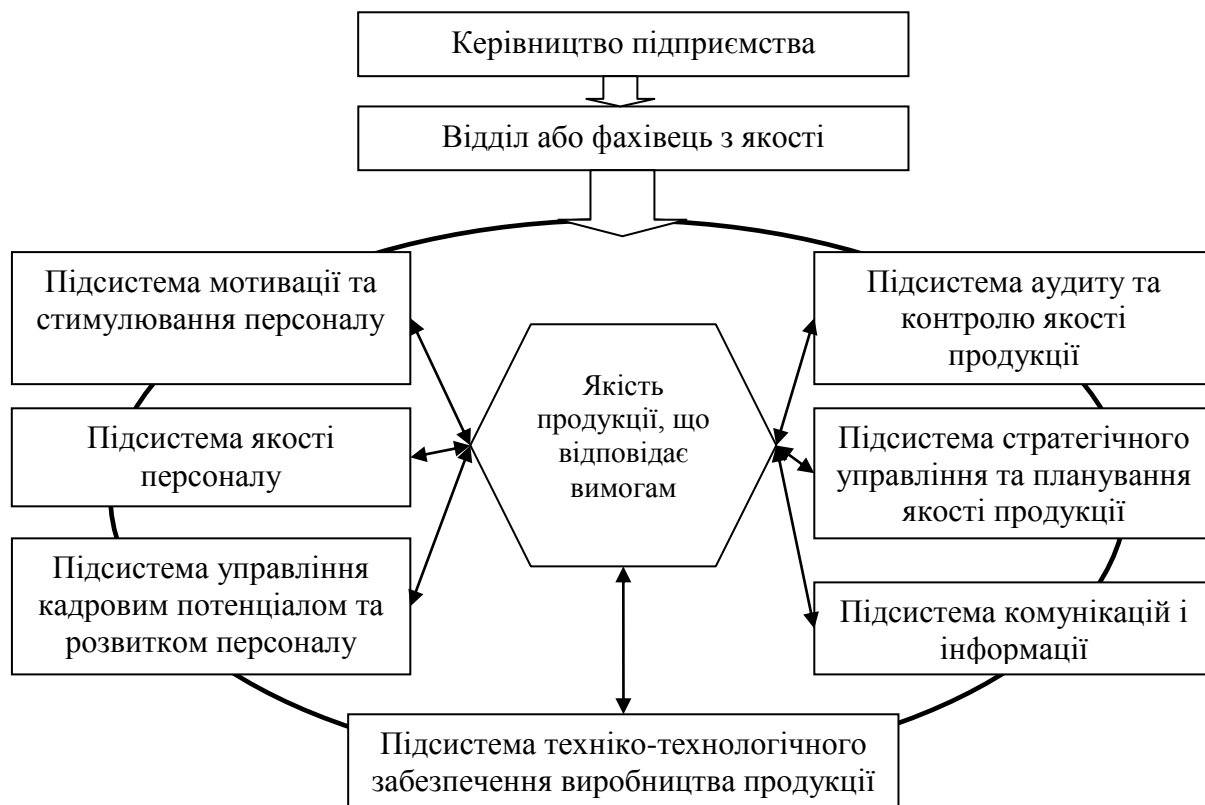 Керівництво підприємства
Відділ або фахівець з якості
Підсистема мотивації та
стимулювання персоналу
Підсистема якості
персоналу
Підсистема управління
кадровим потенціалом та
розвитком персоналу
Якість
продукції, що
відповідає
вимогам
Підсистема аудиту та
контролю якості
продукції
Підсистема стратегічного
управління та планування
якості продукції
Підсистема комунікацій і
інформації
Підсистема техніко-технологічного
забезпечення виробництва продукції